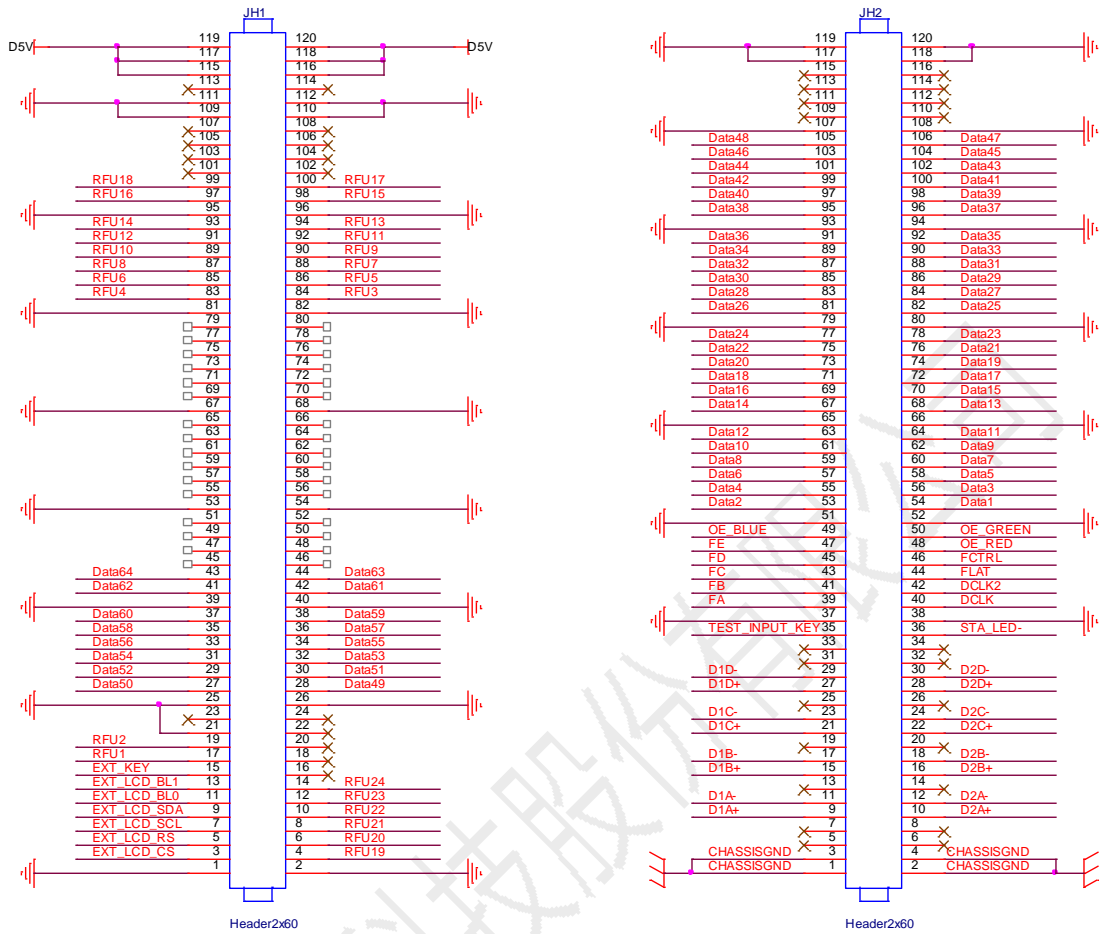 JH1
D5V 119 120 D5V
117 118
115 116
113 114
111 112
109 110
107 108
105 106
103 104
101 102
RFU18 99 100 RFU17
RFU16 97 98 RFU15
95 96
RFU14 93 94 RFU13
RFU12 91 92 RFU11
RFU10 89 90 RFU9
RFU8 87 88 RFU7
RFU6 85 86 RFU5
RFU4 83 84 RFU3
81 82
79 80
77 78
75 76
73 74
71 72
69 70
67 68
65 66
63 64
61 62
59 60
57 58
55 56
53 54
51 52
49 50
47 48
45 46
Data64 43 44 Data63
Data62 41 42 Data61
39 40
Data60 37 38 Data59
Data58 35 36 Data57
Data56 33 34 Data55
Data54 31 32 Data53
Data52 29 30 Data51
Data50 27 28 Data49
25 26
23 24
21 22
RFU2 19 20
RFU1 17 18
EXT_KEY 15 16
EXT_LCD_BL1 13 14 RFU24
EXT_LCD_BL0 11 12 RFU23
EXT_LCD_SDA 9 10 RFU22
EXT_LCD_SCL 7 8 RFU21
EXT_LCD_RS 5 6 RFU20
EXT_LCD_CS 3 4 RFU19
1 2
Header2x60
JH2
119 120
117 118
115 116
113 114
111 112
109 110
107 108
Data48 105 106 Data47
Data46 103 104 Data45
Data44 101 102 Data43
Data42 99 100 Data41
Data40 97 98 Data39
Data38 95 96 Data37
93 94
Data36 91 92 Data35
Data34 89 90 Data33
Data32 87 88 Data31
Data30 85 86 Data29
Data28 83 84 Data27
Data26 81 82 Data25
79 80
Data24 77 78 Data23
Data22 75 76 Data21
Data20 73 74 Data19
Data18 71 72 Data17
Data16 69 70 Data15
Data14 67 68 Data13
65 66
Data12 63 64 Data11
Data10 61 62 Data9
Data8 59 60 Data7
Data6 57 58 Data5
Data4 55 56 Data3
Data2 53 54 Data1
51 52
OE_BLUE 49 50 OE_GREEN
FE 47 48 OE_RED
FD 45 46 FCTRL
FC 43 44 FLAT
FB 41 42 DCLK2
FA 39 40 DCLK
37 38
TEST_INPUT_KEY 35 36 STA_LED-
33 34
31 32
D1D- 29 30 D2D-
D1D+ 27 28 D2D+
25 26
D1C- 23 24 D2C-
D1C+ 21 22 D2C+
19 20
D1B- 17 18 D2B-
D1B+ 15 16 D2B+
13 14
D1A- 11 12 D2A-
D1A+ 9 10 D2A+
7 8
5 6
CHASSISGND 3 4 CHASSISGND
CHASSISGND 1 2 CHASSISGND
Header2x60
科技股份有限公司